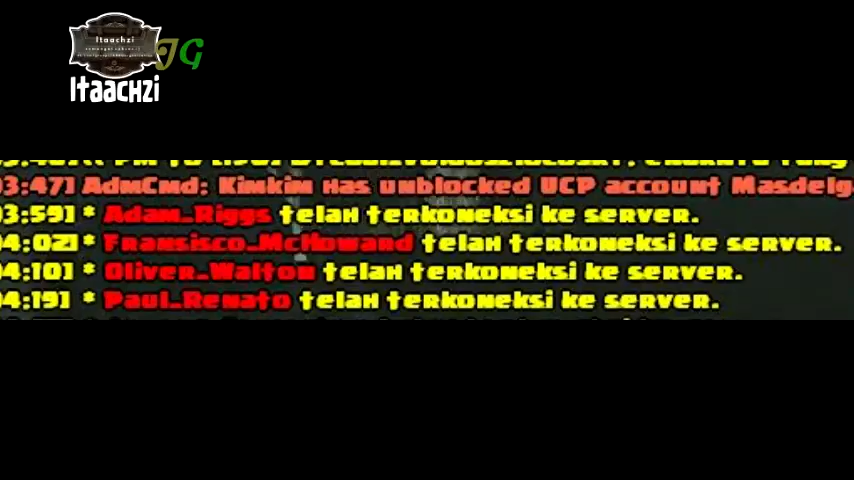 Itaachzi
JG
Itaachzi
03:47] AdmCmd: Kimkim has unblocked UCP account Masdelg
03:59] * Adam_Riggs telah terkoneksi ke server.
04:02] * Fransisco_McHoward telah terkoneksi ke server.
04:10] * Oliver_Walton telah terkoneksi ke server.
04:19] * Paul_Renato telah terkoneksi ke server.